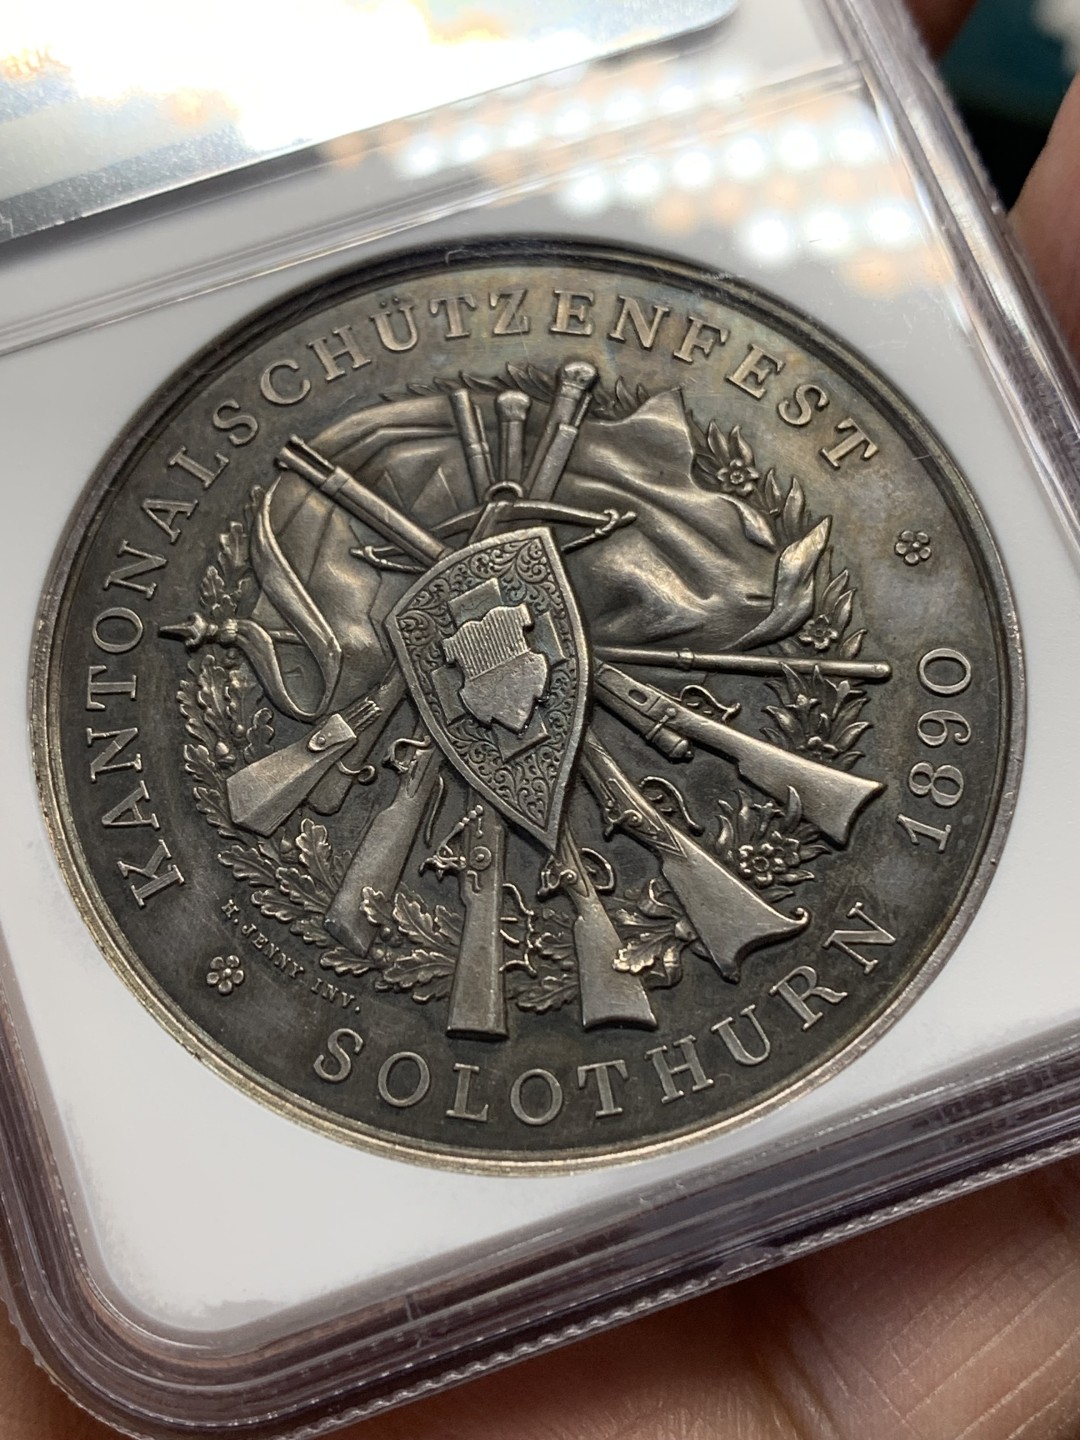 KANTONALSCHÜTZENFEST
SOLOTHURN 1890
H. JENNY INV.